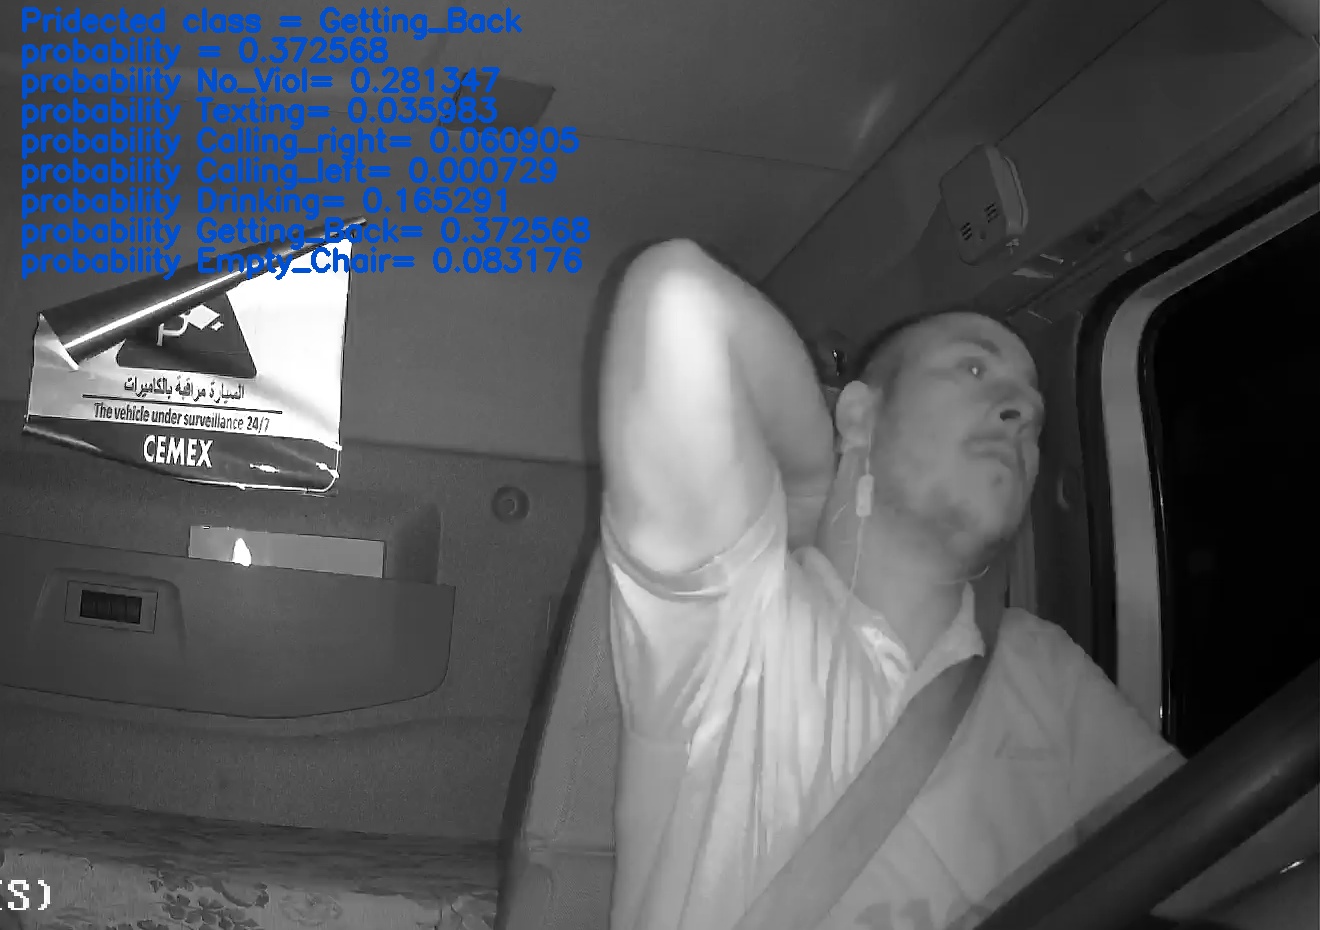 Pridected class = Getting_Back
probability = 0.372568
probability No_Viol= 0.281347
probability Texting= 0.035983
probability Calling_right= 0.060905
probability Calling_left= 0.000729
probability Drinking= 0.165291
probability Getting_Back= 0.372568
probability Empty_Chair= 0.083176
السيارة مراقبة بالكاميرات
The vehicle under surveillance 24/7
CEMEX
(S)